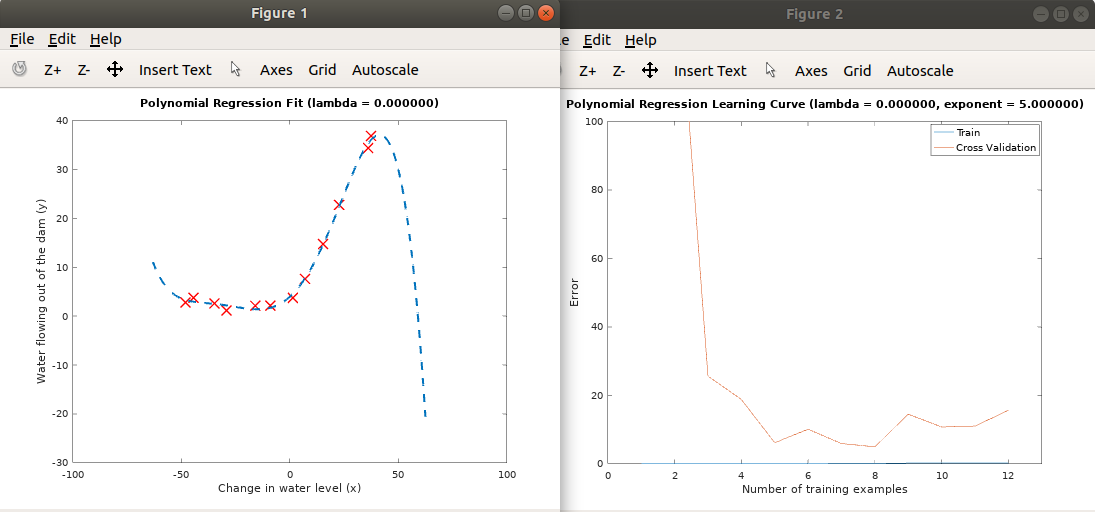 Figure 1
File Edit Help
Z+ Z- Insert Text Axes Grid Autoscale
Polynomial Regression Fit (lambda = 0.000000)
40
30
20
10
0
-10
-20
-30
-100 -50 0 50 100
Water flowing out of the dam (y)
Change in water level (x)
Figure 2
e Edit Help
Z+ Z- Insert Text Axes Grid Autoscale
Polynomial Regression Learning Curve (lambda = 0.000000, exponent = 5.000000)
Train
Cross Validation
100
80
60
40
20
0
0 2 4 6 8 10 12
Error
Number of training examples